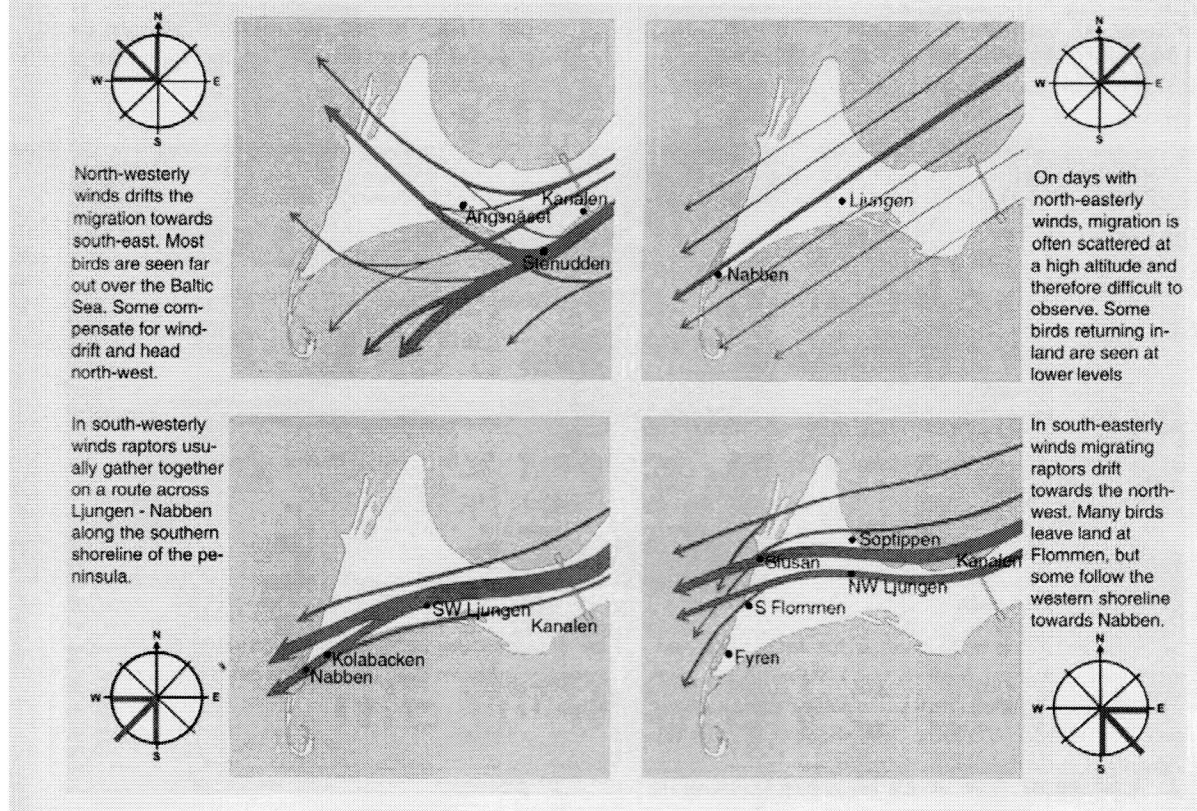 N
W
E
S
North-westerly
winds drifts the
migration towards
south-east. Most
birds are seen far
out over the Baltic
Sea. Some com-
pensate for wind-
drift and head
north-west.
Kanalen
Ängsnäset
Stenudden
Ljungen
Nabben
N
W
E
S
On days with
north-easterly
winds, migration is
often scattered at
a high altitude and
therefore difficult to
observe. Some
birds returning in-
land are seen at
lower levels
In south-westerly
winds raptors usu-
ally gather together
on a route across
Ljungen - Nabben
along the southern
shoreline of the pe-
ninsula.
N
W
E
S
SW Ljungen
Kanalen
Kolabacken
Nabben
Soptippen
Slusan
Kanalen
NW Ljungen
S Flommen
Fyren
In south-easterly
winds migrating
raptors drift
towards the north-
west. Many birds
leave land at
Flommen, but
some follow the
western shoreline
towards Nabben.
N
W
E
S